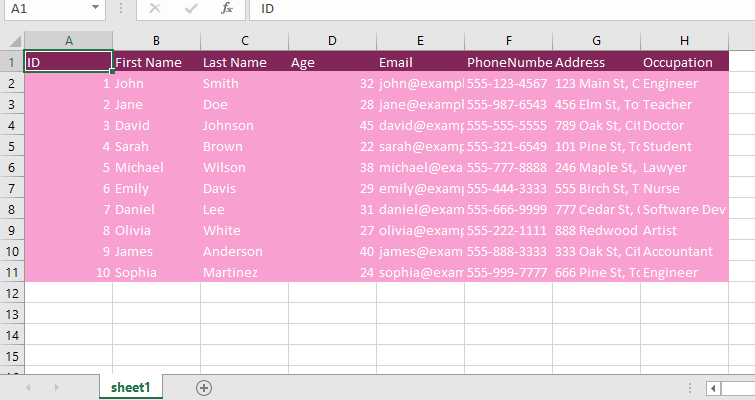 A1 fx ID
A B C D E F G H
1 ID First Name Last Name Age Email PhoneNumbe Address Occupation
2 1 John Smith 32 john@exampl 555-123-4567 123 Main St, C Engineer
3 2 Jane Doe 28 jane@exampl 555-987-6543 456 Elm St, To Teacher
4 3 David Johnson 45 david@examp 555-555-5555 789 Oak St, Cit Doctor
5 4 Sarah Brown 22 sarah@examp 555-321-6549 101 Pine St, To Student
6 5 Michael Wilson 38 michael@exa 555-777-8888 246 Maple St, Lawyer
7 6 Emily Davis 29 emily@examp 555-444-3333 555 Birch St, T Nurse
8 7 Daniel Lee 31 daniel@exam 555-666-9999 777 Cedar St, Software Dev
9 8 Olivia White 27 olivia@examp 555-222-1111 888 Redwood Artist
10 9 James Anderson 40 james@exam 555-888-3333 333 Oak St, Cit Accountant
11 10 Sophia Martinez 24 sophia@exam 555-999-7777 666 Pine St, To Engineer
12
13
14
15
sheet1